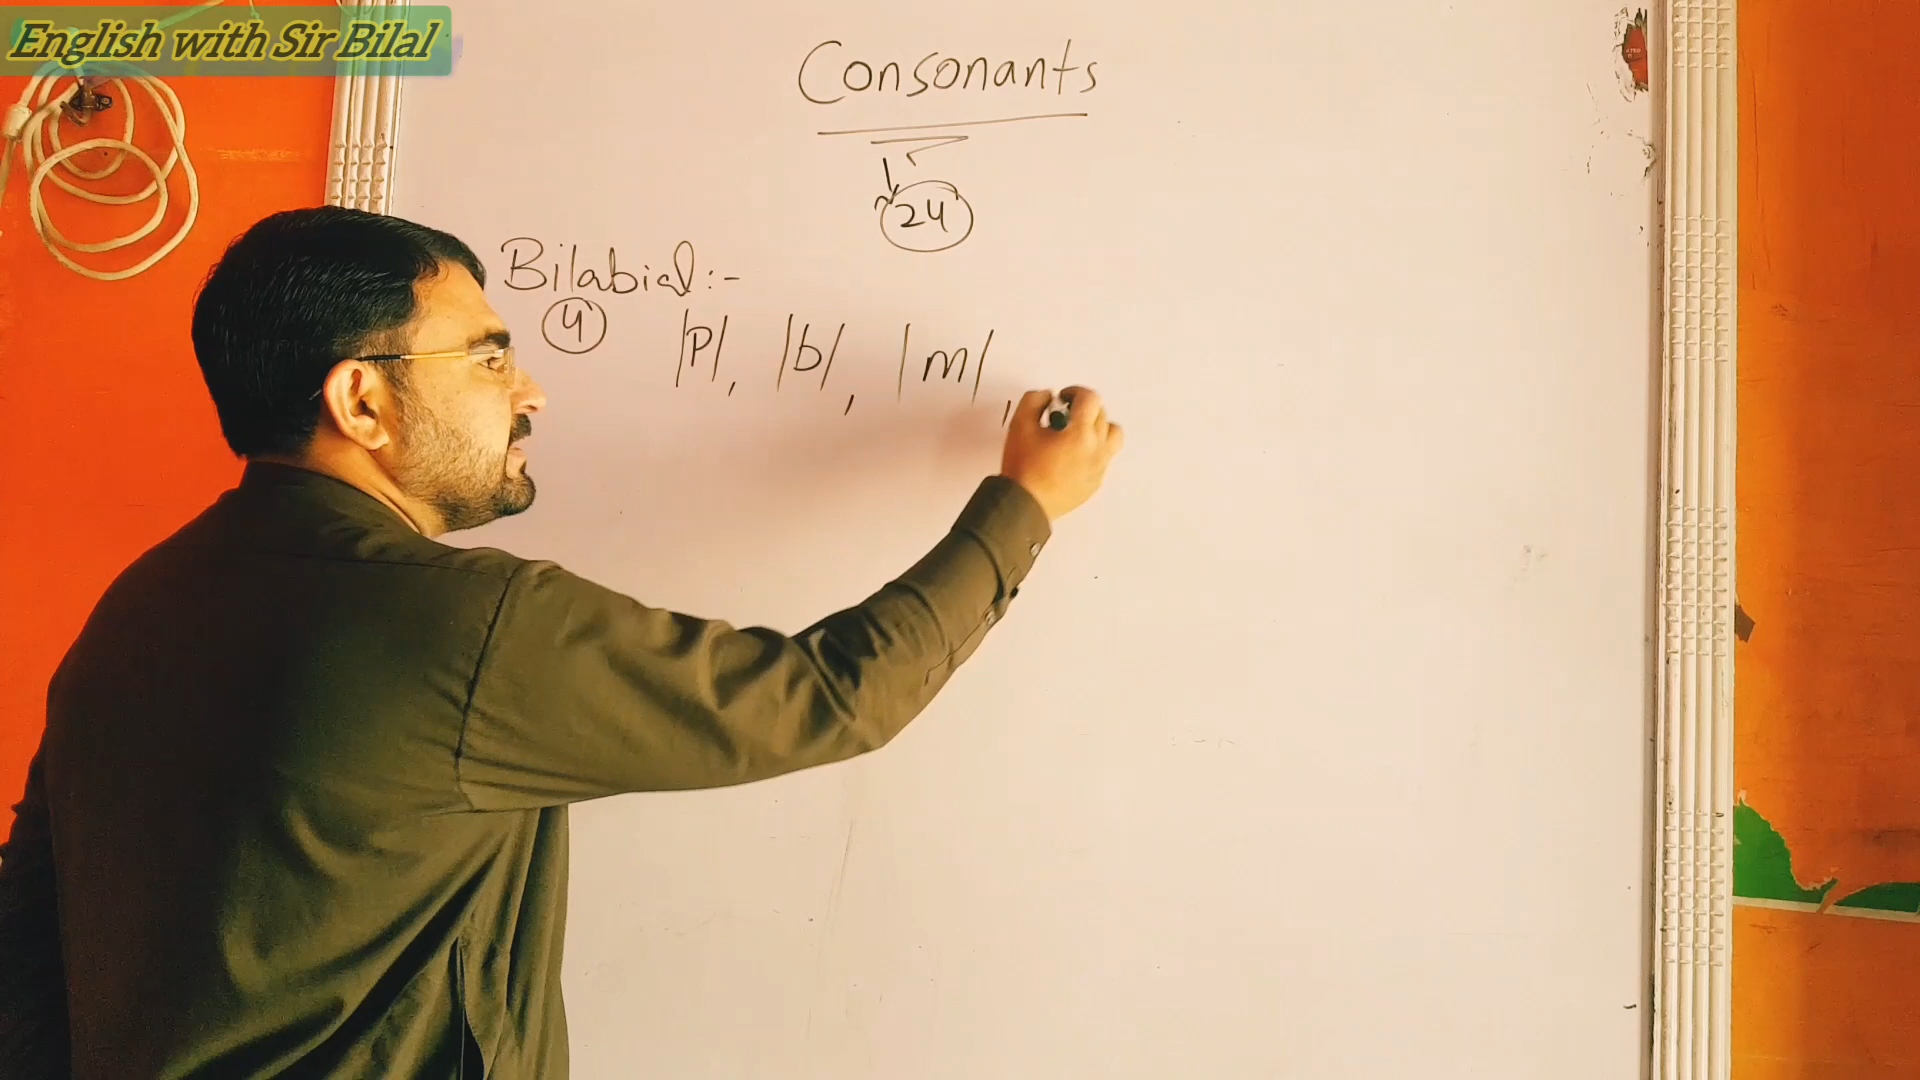 English with Sir Bilal
Consonants
24
Bilabial:-
4
/p/, /b/, /m/,